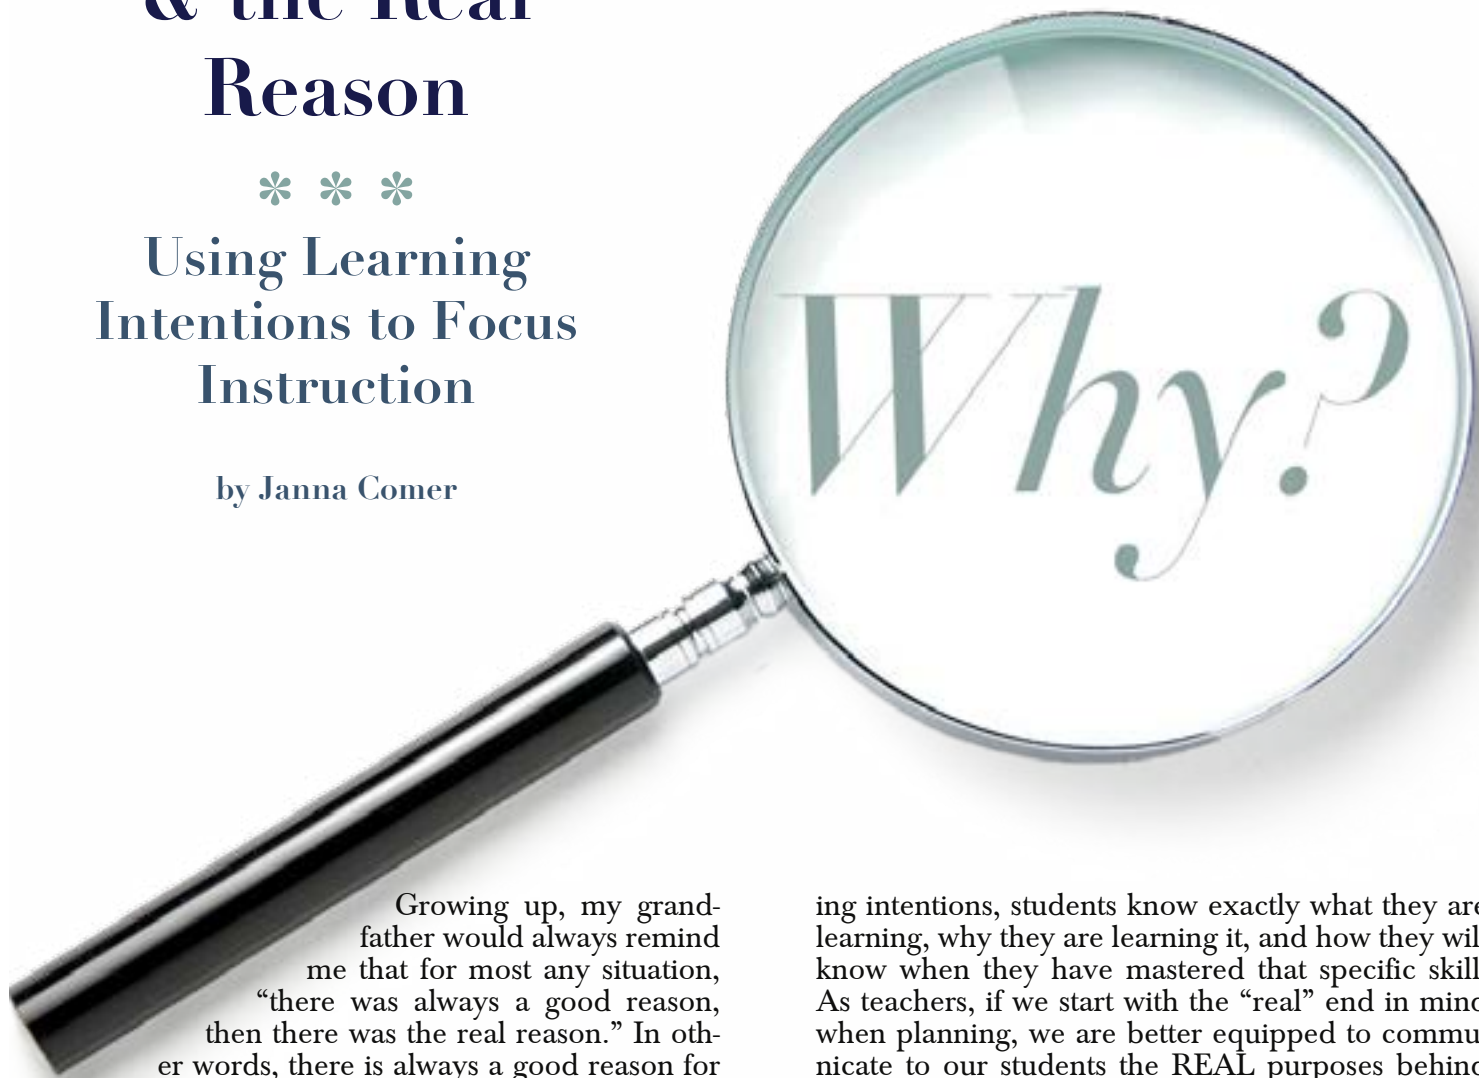 & the Real
Reason
Using Learning
Intentions to Focus
Instruction
by Janna Comer
Why?
Growing up, my grand-
father would always remind
me that for most any situation,
“there was always a good reason,
then there was the real reason.” In oth-
er words, there is always a good reason for
ing intentions, students know exactly what they are
learning, why they are learning it, and how they will
know when they have mastered that specific skill
As teachers, if we start with the “real” end in mind
when planning, we are better equipped to commu
nicate to our students the REAL purposes behind